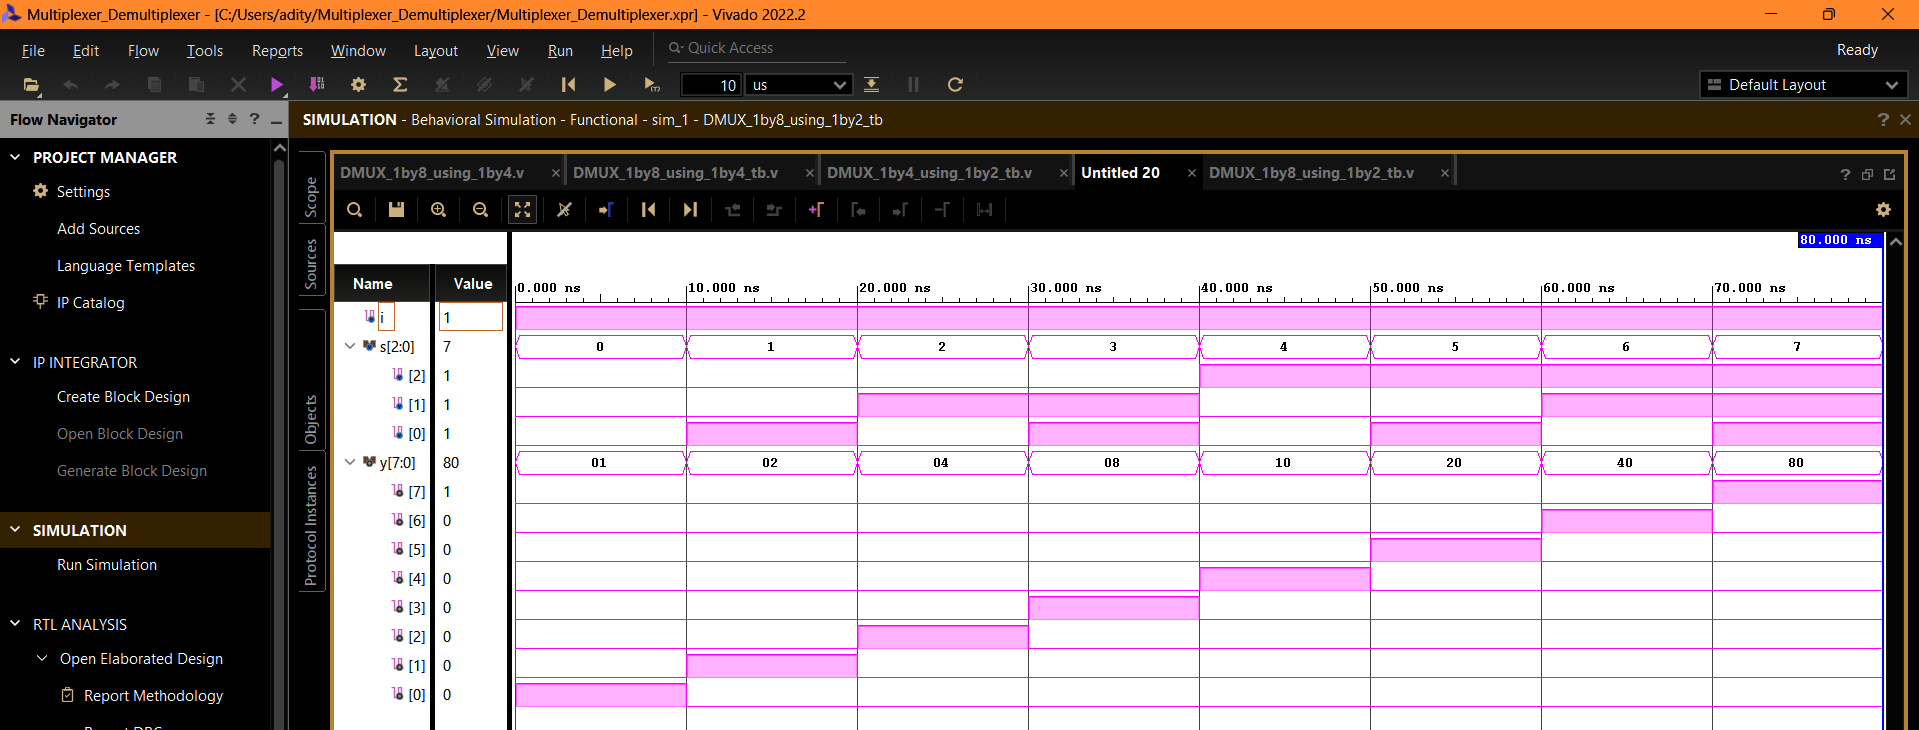 Multiplexer_Demultiplexer - [C:/Users/adity/Multiplexer_Demultiplexer/Multiplexer_Demultiplexer.xpr] - Vivado 2022.2
File Edit Flow Tools Reports Window Layout View Run Help Quick Access Ready
10 us Default Layout
Flow Navigator
SIMULATION - Behavioral Simulation - Functional - sim_1 - DMUX_1by8_using_1by2_tb
PROJECT MANAGER
Settings
Add Sources
Language Templates
IP Catalog
IP INTEGRATOR
Create Block Design
Open Block Design
Generate Block Design
SIMULATION
Run Simulation
RTL ANALYSIS
Open Elaborated Design
Report Methodology
Scope
Sources
Objects
Protocol Instances
DMUX_1by8_using_1by4.v DMUX_1by8_using_1by4_tb.v DMUX_1by4_using_1by2_tb.v Untitled 20 DMUX_1by8_using_1by2_tb.v
80.000 ns
Name Value 0.000 ns 10.000 ns 20.000 ns 30.000 ns 40.000 ns 50.000 ns 60.000 ns 70.000 ns
i 1
s[2:0] 7 0 1 2 3 4 5 6 7
[2] 1
[1] 1
[0] 1
y[7:0] 80 01 02 04 08 10 20 40 80
[7] 1
[6] 0
[5] 0
[4] 0
[3] 0
[2] 0
[1] 0
[0] 0